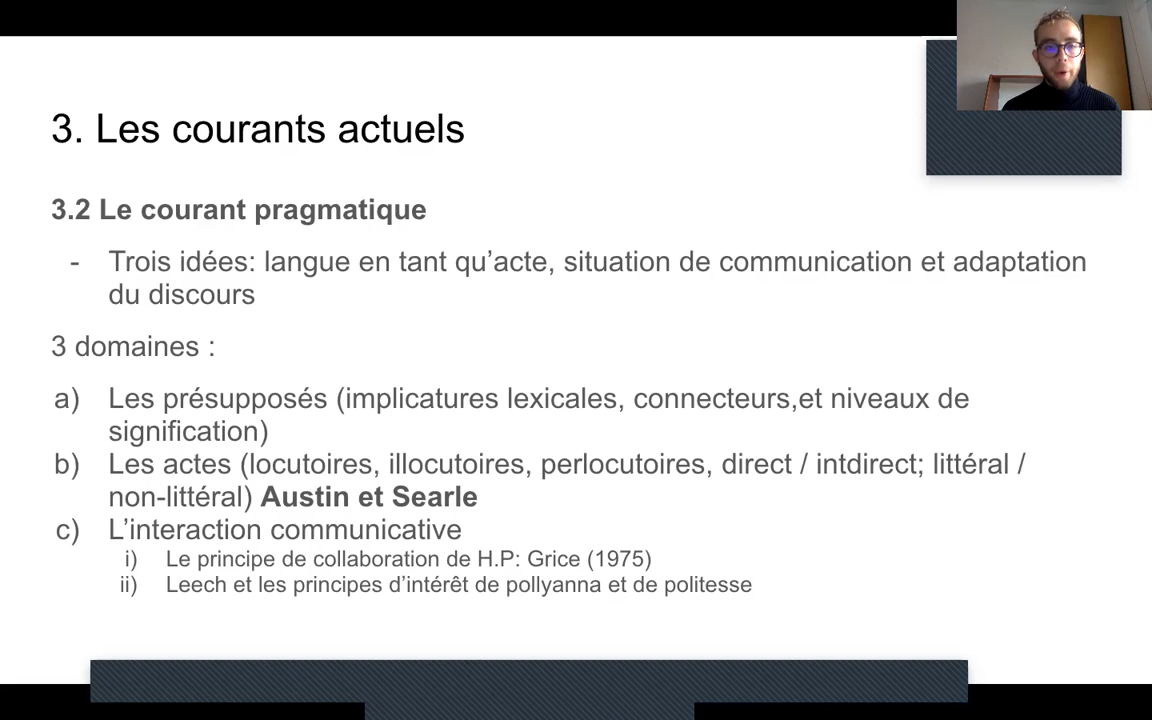 3. Les courants actuels
3.2 Le courant pragmatique
- Trois idées: langue en tant qu’acte, situation de communication et adaptation
du discours
3 domaines :
a) Les présupposés (implicatures lexicales, connecteurs,et niveaux de
signification)
b) Les actes (locutoires, illocutoires, perlocutoires, direct / intdirect; littéral /
non-littéral) Austin et Searle
c) L’interaction communicative
i) Le principe de collaboration de H.P: Grice (1975)
ii) Leech et les principes d’intérêt de pollyanna et de politesse